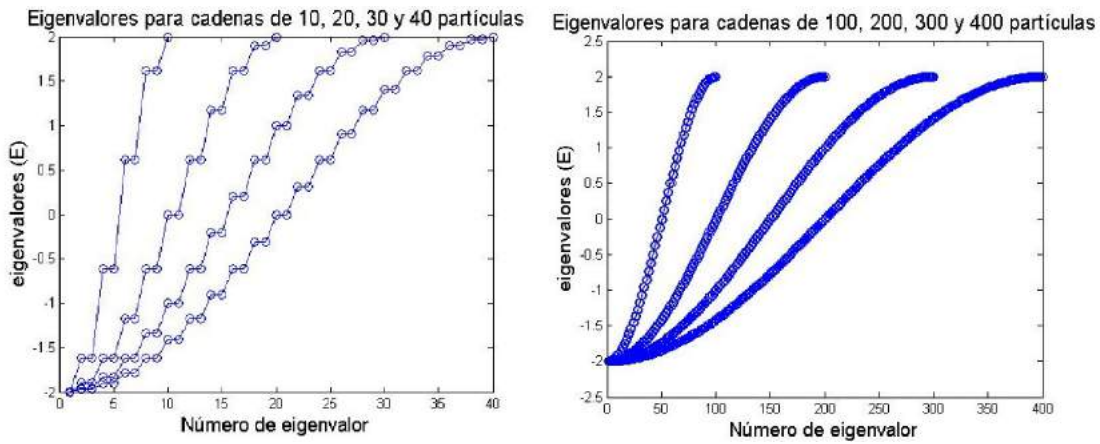 Eigenvalores para cadenas de 10, 20, 30 y 40 partículas
2
1.5
1
0.5
0
-0.5
-1
-1.5
-2
eigenvalores (E)
0 5 10 15 20 25 30 35 40
Número de eigenvalor
Eigenvalores para cadenas de 100, 200, 300 y 400 partículas
2.5
2
1.5
1
0.5
0
-0.5
-1
-1.5
-2
-2.5
eigenvalores (E)
0 50 100 150 200 250 300 350 400
Número de eigenvalor